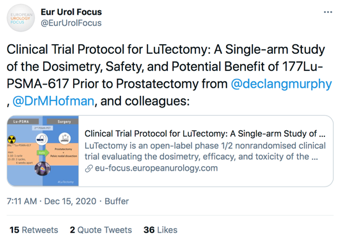 Eur Urol Focus
@EurUrolFocus
Clinical Trial Protocol for LuTectomy: A Single-arm Study
of the Dosimetry, Safety, and Potential Benefit of 177Lu-
PSMA-617 Prior to Prostatectomy from @declangmurphy
, @DrMHofman, and colleagues:
Lu-PSMA
Surgery
Clinical Trial Protocol for LuTectomy: A Single-arm Study of ...
LuTectomy is an open-label phase 1/2 nonrandomised clinical
trial evaluating the dosimetry, efficacy, and toxicity of the ...
eu-focus.europeanurology.com
7:11 AM · Dec 15, 2020 · Buffer
15 Retweets 2 Quote Tweets 36 Likes